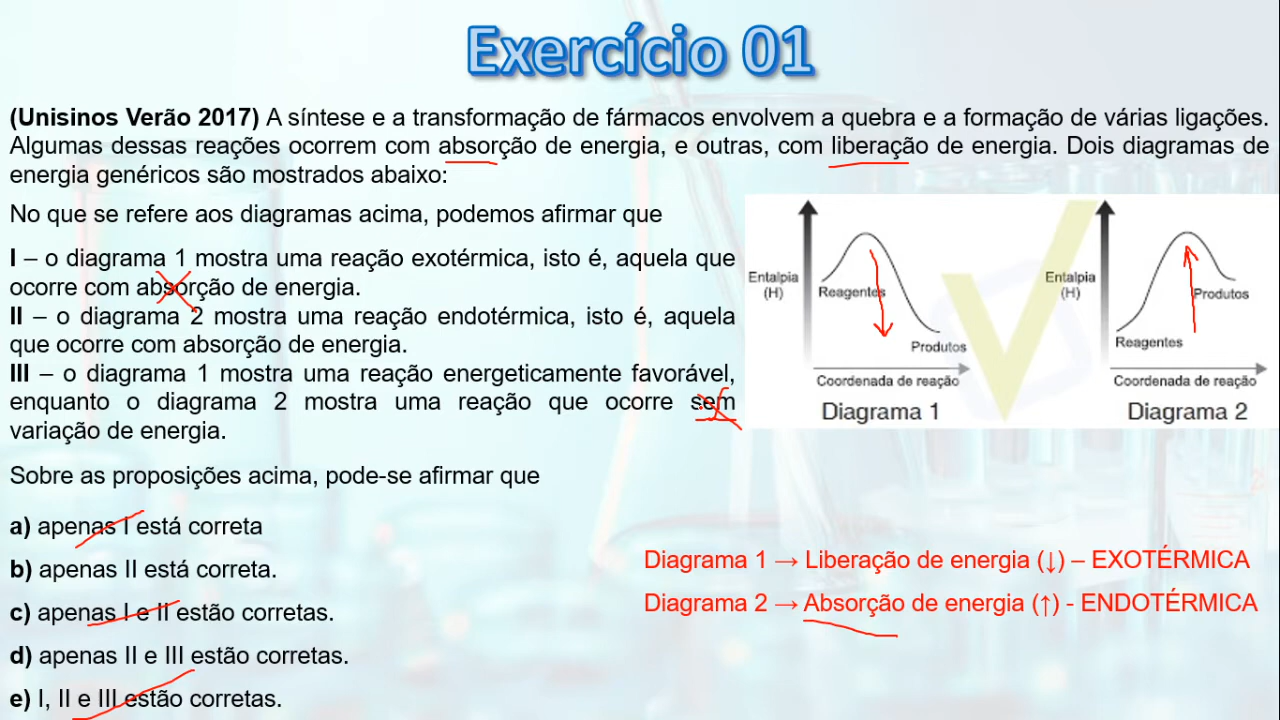 Exercício 01
(Unisinos Verão 2017) A síntese e a transformação de fármacos envolvem a quebra e a formação de várias ligações.
Algumas dessas reações ocorrem com absorção de energia, e outras, com liberação de energia. Dois diagramas de
energia genéricos são mostrados abaixo:
No que se refere aos diagramas acima, podemos afirmar que
I – o diagrama 1 mostra uma reação exotérmica, isto é, aquela que
ocorre com absorção de energia.
II – o diagrama 2 mostra uma reação endotérmica, isto é, aquela
que ocorre com absorção de energia.
III – o diagrama 1 mostra uma reação energeticamente favorável,
enquanto o diagrama 2 mostra uma reação que ocorre sem
variação de energia.
Entalpia
(H)
Reagentes
Produtos
Coordenada de reação
Diagrama 1
Entalpia
(H)
Produtos
Reagentes
Coordenada de reação
Diagrama 2
Sobre as proposições acima, pode-se afirmar que
a) apenas I está correta
b) apenas II está correta.
c) apenas I e II estão corretas.
d) apenas II e III estão corretas.
e) I, II e III estão corretas.
Diagrama 1 → Liberação de energia (↓) – EXOTÉRMICA
Diagrama 2 → Absorção de energia (↑) - ENDOTÉRMICA